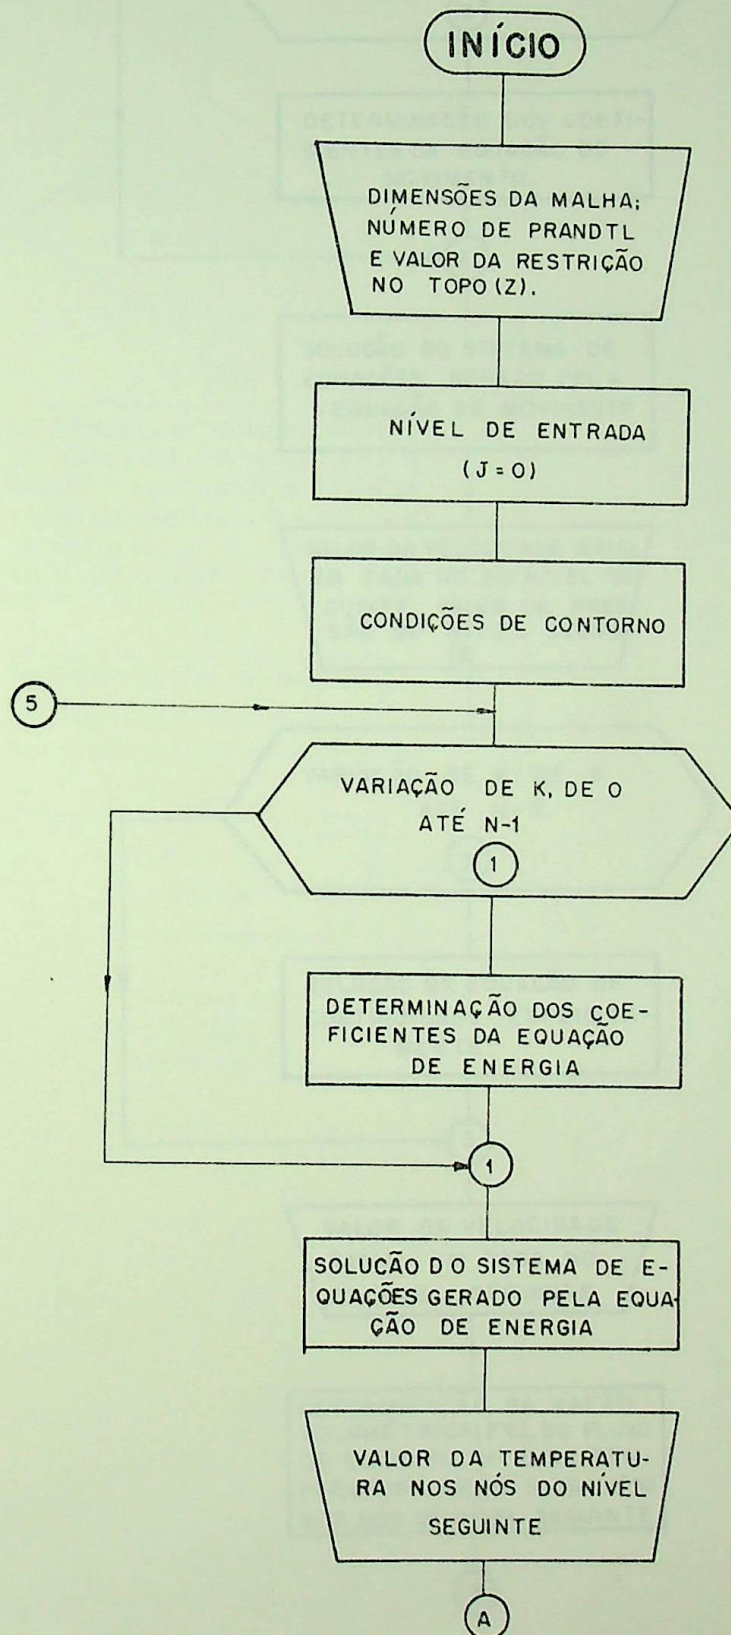 INÍCIO
DIMENSÕES DA MALHA;
NÚMERO DE PRANDTL
E VALOR DA RESTRIÇÃO
NO TOPO (Z).
NÍVEL DE ENTRADA
(J = 0)
CONDIÇÕES DE CONTORNO
5
VARIAÇÃO DE K, DE 0
ATÉ N-1
1
DETERMINAÇÃO DOS COE-
FICIENTES DA EQUAÇÃO
DE ENERGIA
1
SOLUCÃO DO SISTEMA DE E-
QUAÇÕES GERADO PELA EQUA-
ÇÃO DE ENERGIA
VALOR DA TEMPERATU-
RA NOS NÓS DO NÍVEL
SEGUINTE
A